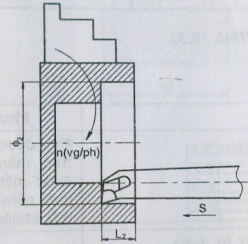 ϕ₂
n(vg/ph)
S
L₂